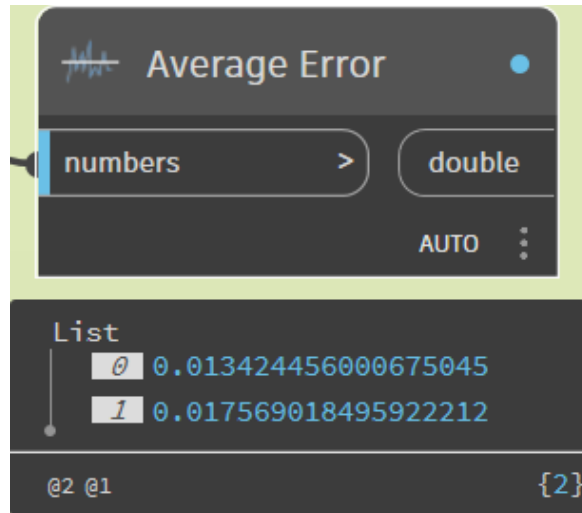 Average Error
numbers > double
AUTO
List
0 0.013424456000675045
1 0.017569018495922212
@2 @1 {2}